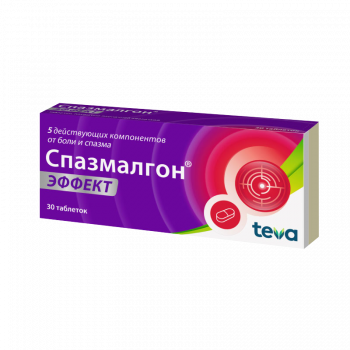 5 действующих компонентов
от боли и спазма
Спазмалгон®
ЭФФЕКТ
30 таблеток
teva